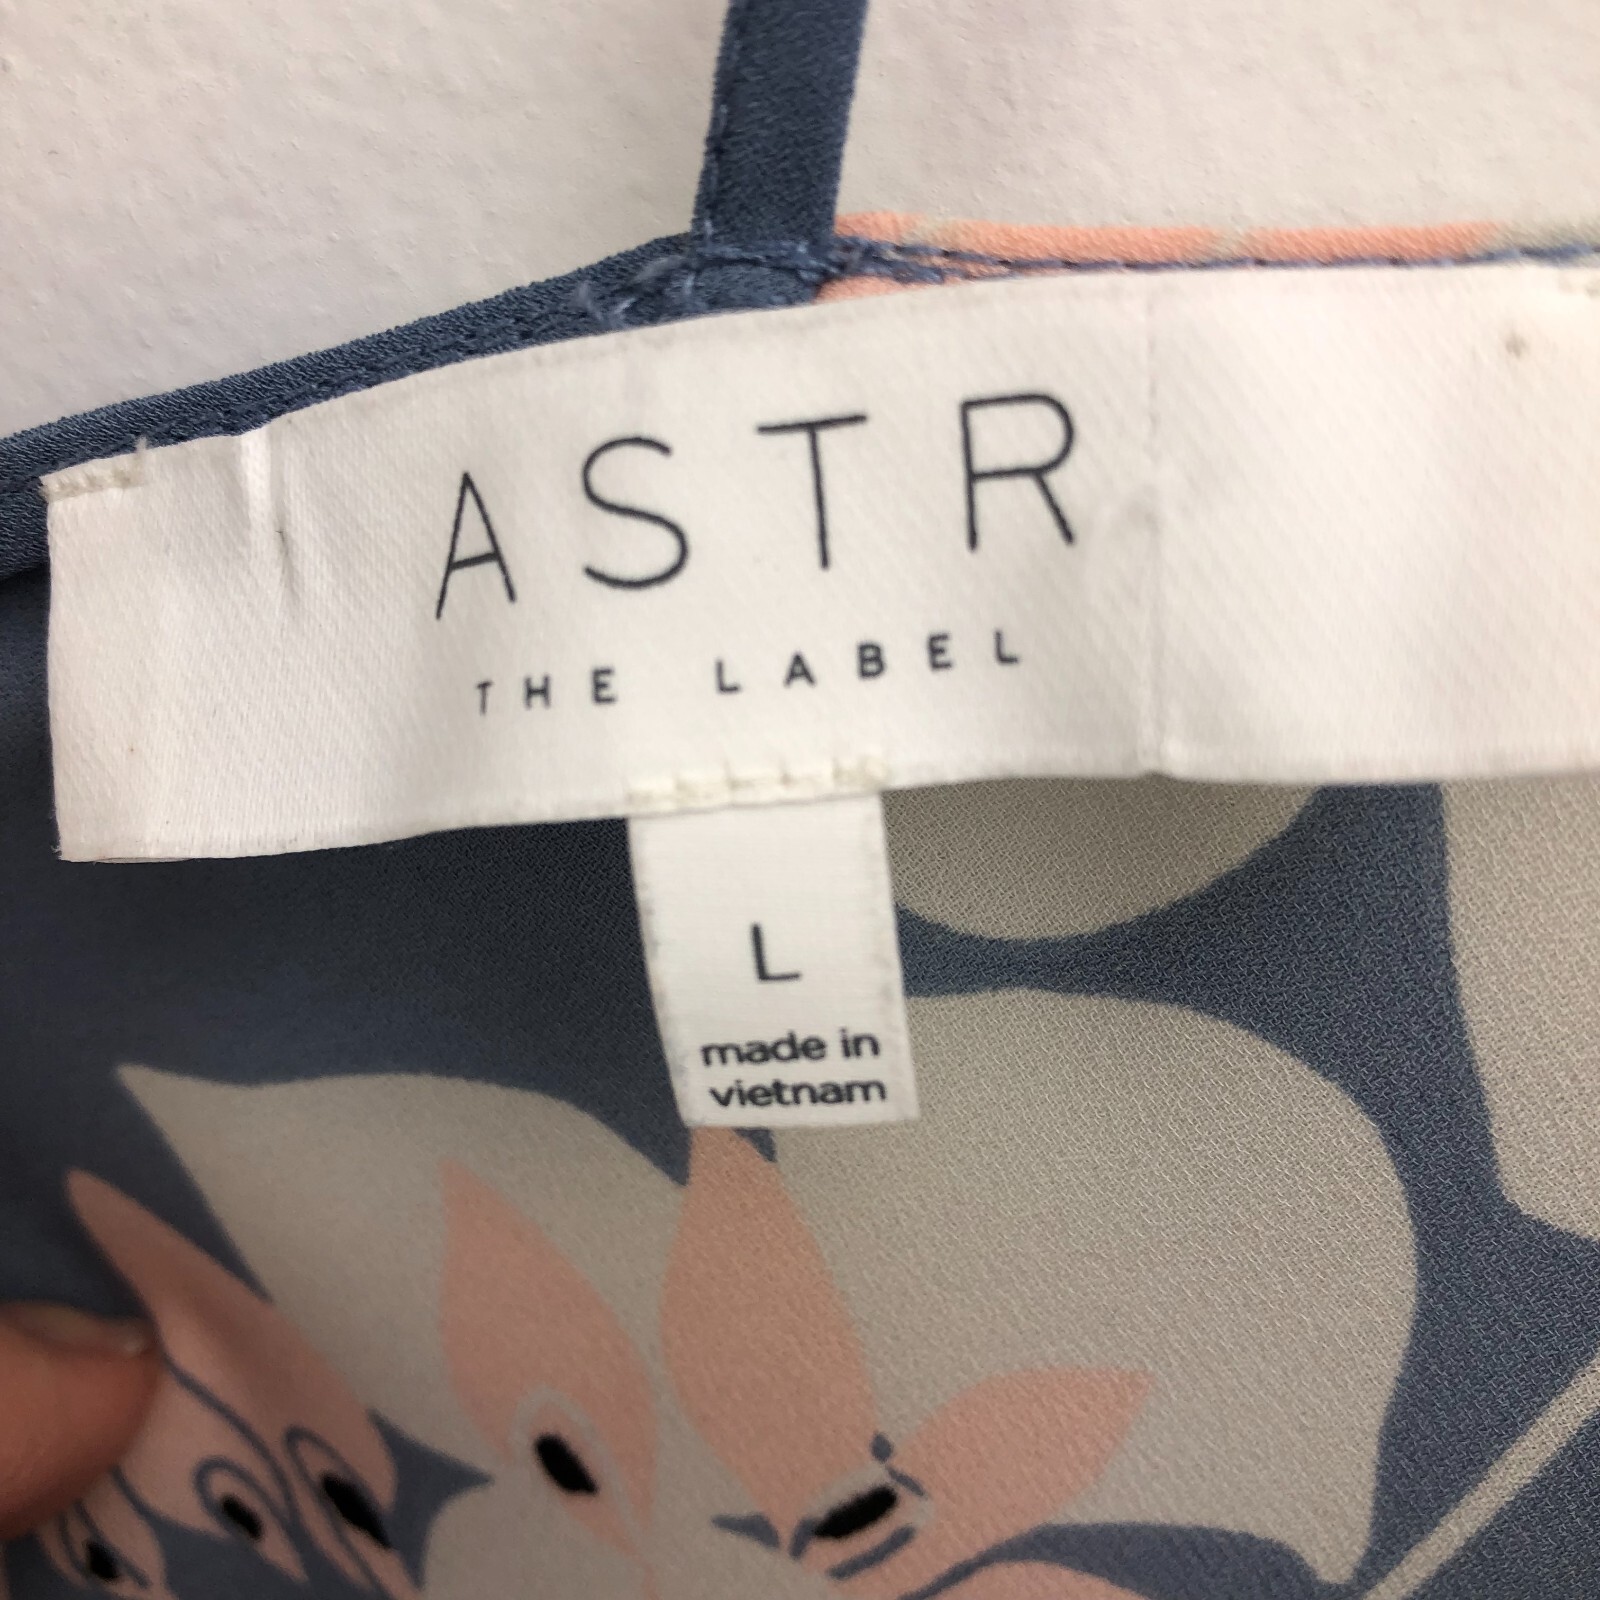 ASTR
THE LABEL
L
made in
vietnam